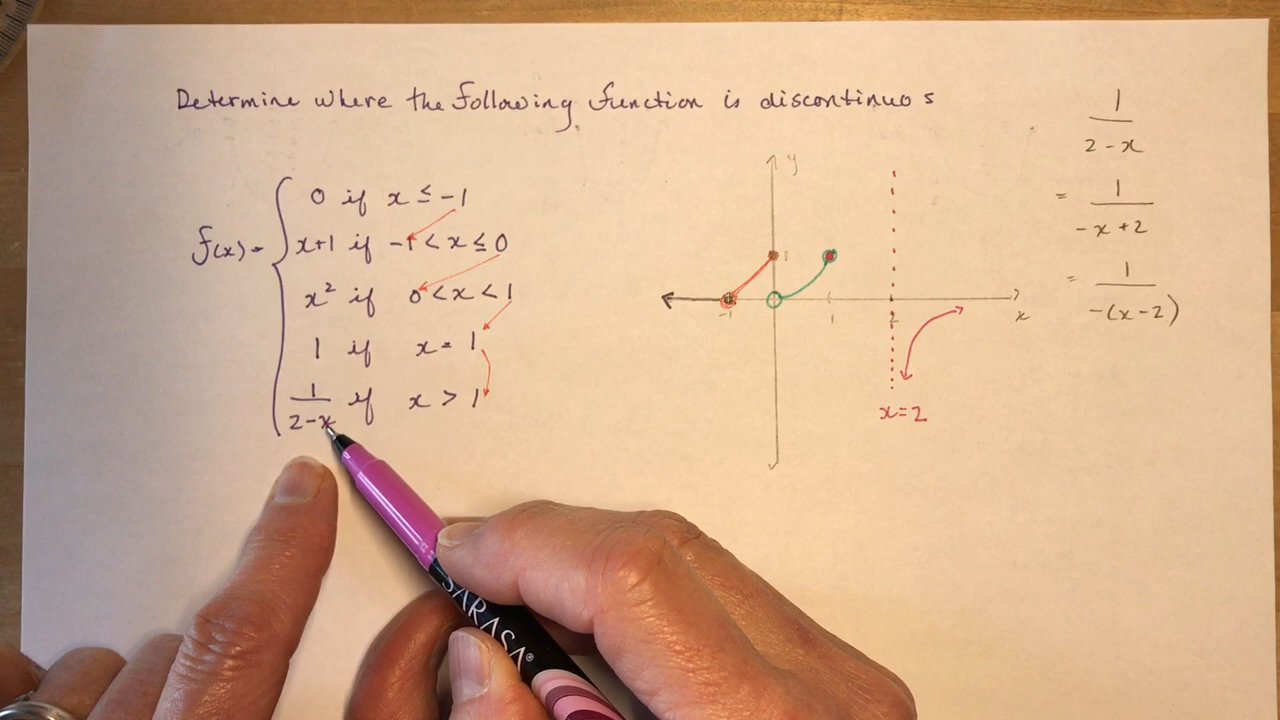 Determine where the following function is discontinuos
f(x) = { 0 if x ≤ -1
x+1 if -1 < x ≤ 0
x² if 0 < x < 1
1 if x = 1
1/(2-x) if x > 1
y
1
-1 1 2 x
x=2
1/(2-x)
= 1/(-x+2)
= 1/(-(x-2))
SARASA®